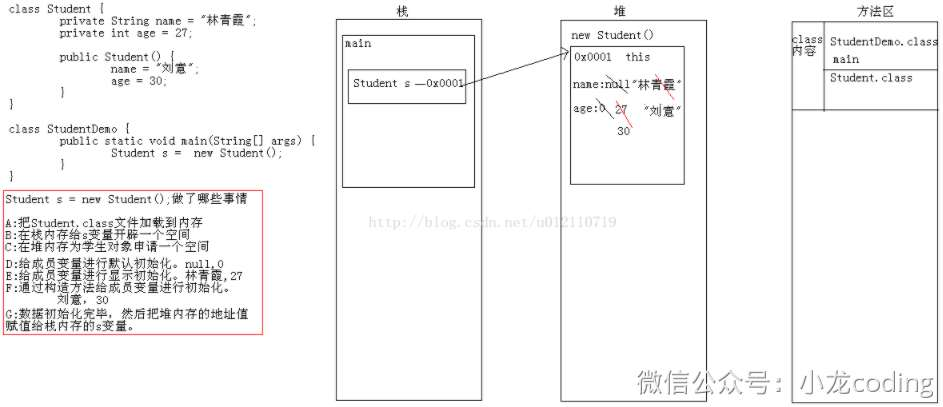 class Student {
private String name = "林青霞";
private int age = 27;
public Student() {
name = "刘意";
age = 30;
}
}
class StudentDemo {
public static void main(String[] args) {
Student s = new Student();
}
}
Student s = new Student();做了哪些事情
A:把Student.class文件加载到内存
B:在栈内存给s变量开辟一个空间
C:在堆内存为学生对象申请一个空间
D:给成员变量进行默认初始化。null,0
E:给成员变量进行显示初始化。林青霞,27
F:通过构造方法给成员变量进行初始化。
刘意，30
G:数据初始化完毕，然后把堆内存的地址值
赋值给栈内存的s变量。
栈
main
Student s —0x0001
堆
new Student()
0x0001 this
name:null"林青霞"
age:0 27 "刘意"
30
方法区
class
内容
StudentDemo.class
main
Student.class
http://blog.csdn.net/u012110719
微信公众号：小龙coding